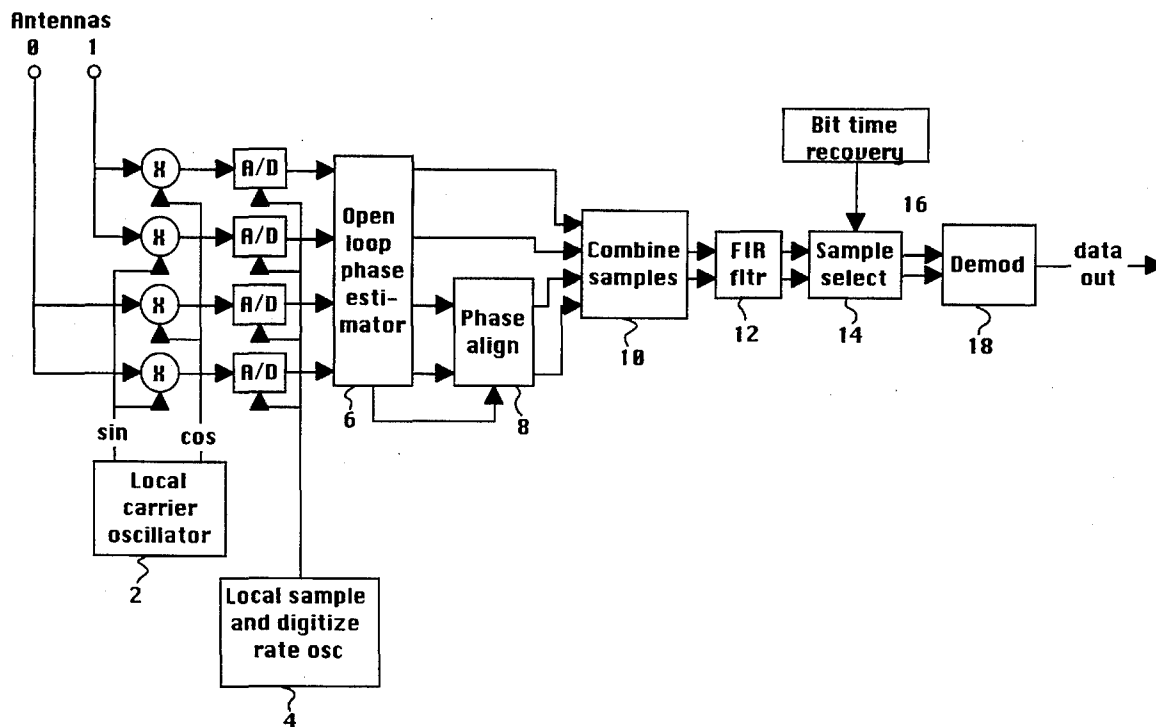 Antennas
0 1
X A/D
X A/D
X A/D
X A/D
sin cos
Local
carrier
oscillator
2
Local sample
and digitize
rate osc
4
Open
loop
phase
esti-
mator
6
Phase
align
8
Combine
samples
10
FIR
fltr
12
Bit time
recovery
16
Sample
select
14
Demod
18
data
out